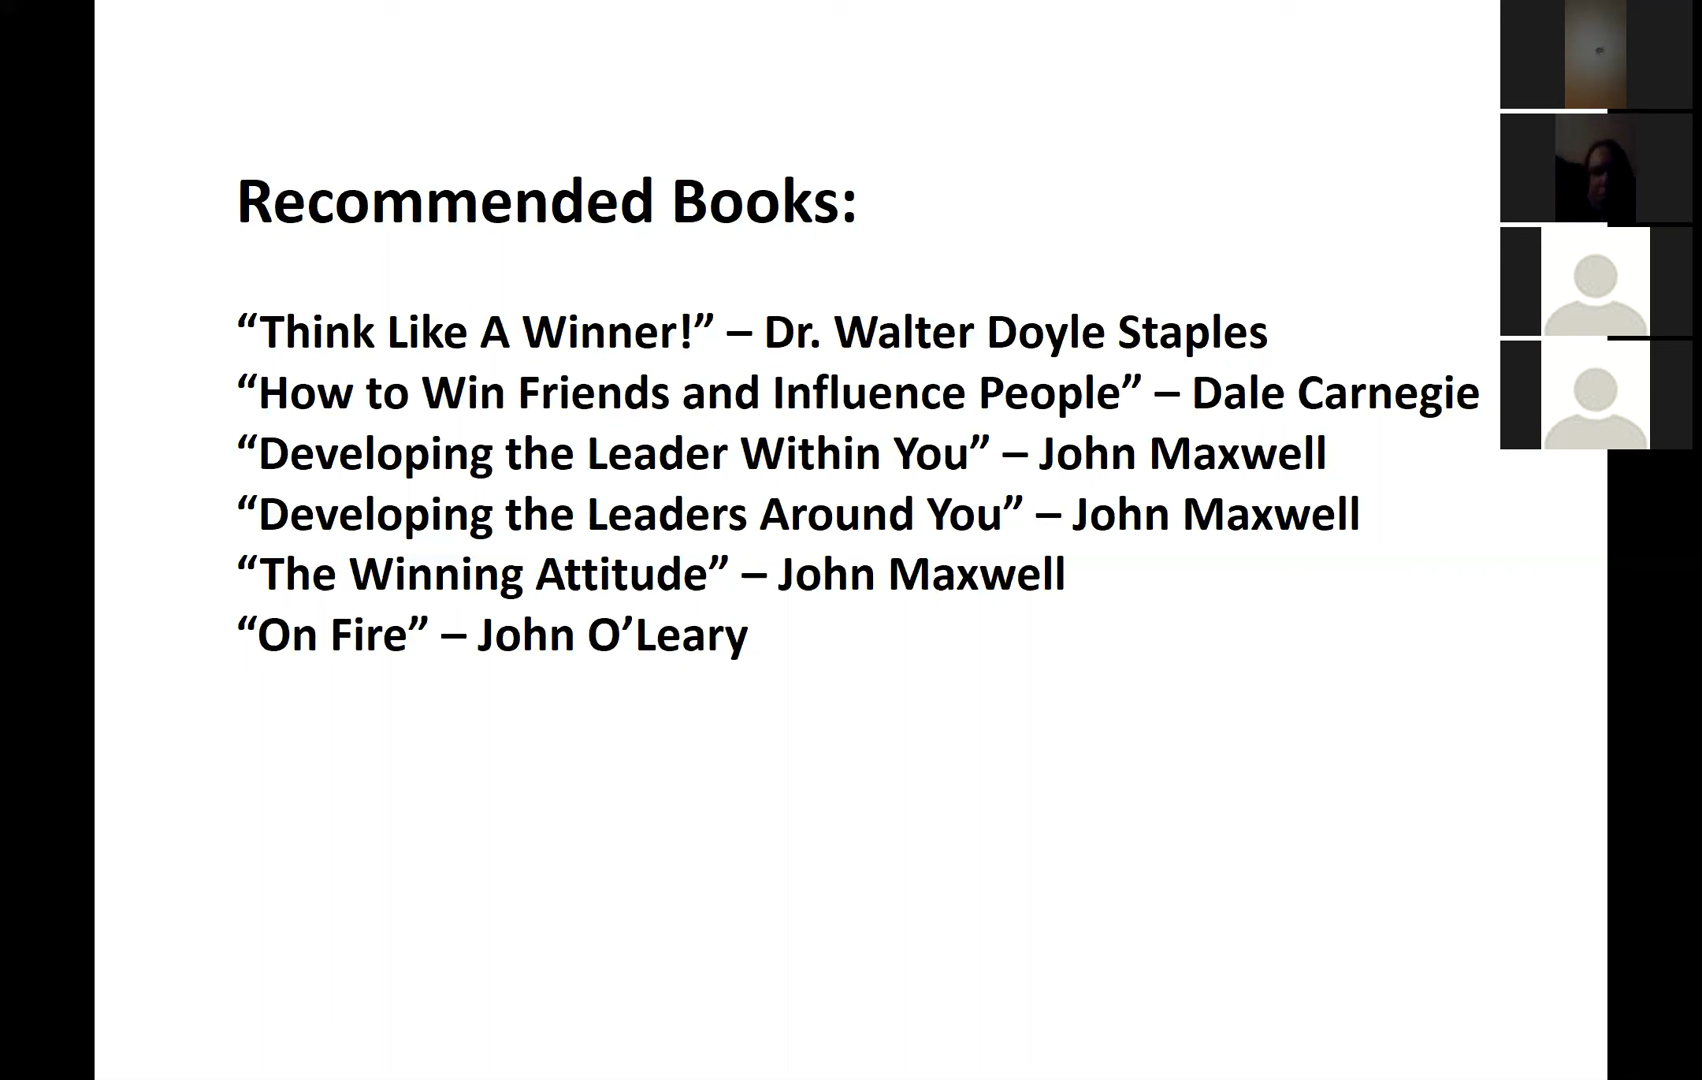 Recommended Books:
“Think Like A Winner!” – Dr. Walter Doyle Staples
“How to Win Friends and Influence People” – Dale Carnegie
“Developing the Leader Within You” – John Maxwell
“Developing the Leaders Around You” – John Maxwell
“The Winning Attitude” – John Maxwell
“On Fire” – John O’Leary